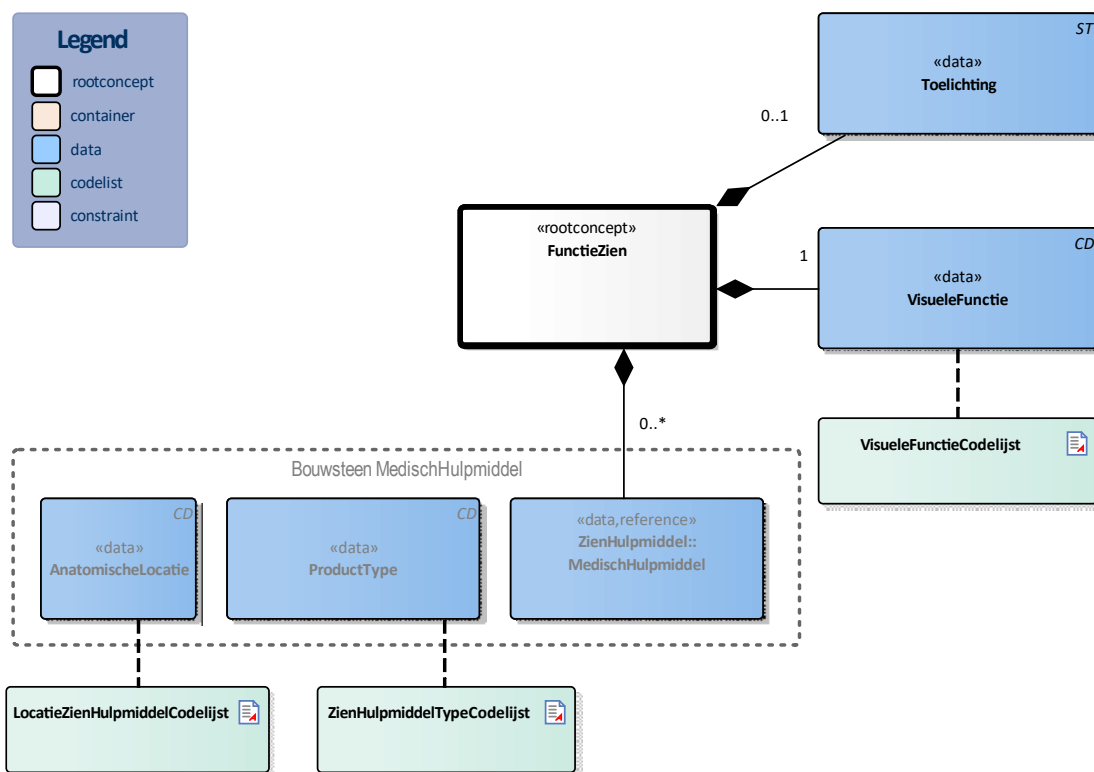 Legend
rootconcept
container
data
codelist
constraint
ST
«data»
Toelichting
0..1
«rootconcept»
FunctieZien
1
CD
«data»
VisueleFunctie
0..*
VisueleFunctieCodelijst
Bouwsteen MedischHulpmiddel
CD
«data»
AnatomischeLocatie
CD
«data»
ProductType
«data,reference»
ZienHulpmiddel::
MedischHulpmiddel
LocatieZienHulpmiddelCodelijst
ZienHulpmiddelTypeCodelijst